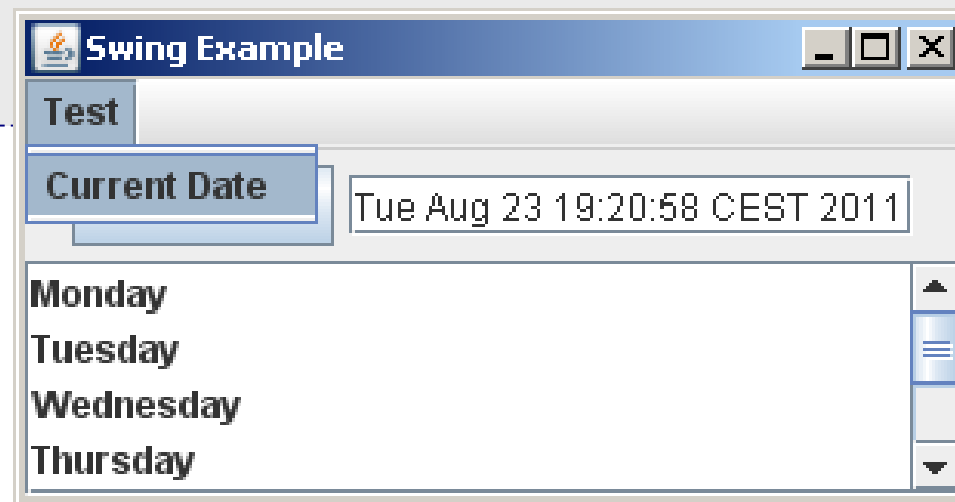 Swing Example
Test
Current Date
Tue Aug 23 19:20:58 CEST 2011
Monday
Tuesday
Wednesday
Thursday